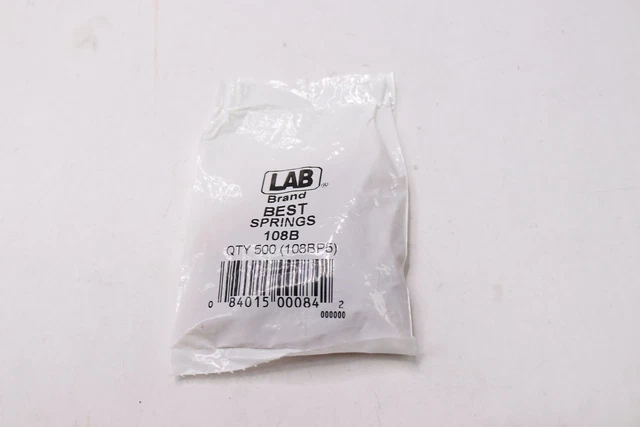 LAB®
Brand
BEST
SPRINGS
108B
QTY 500 (108BP5)
0 84015 00084 2
000000